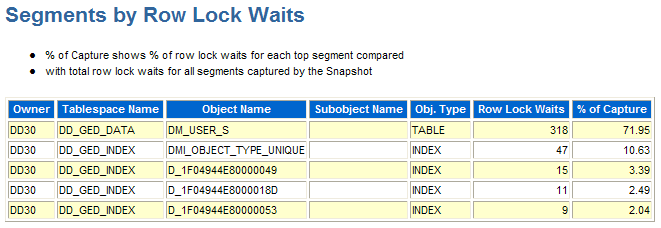 Segments by Row Lock Waits
% of Capture shows % of row lock waits for each top segment compared
with total row lock waits for all segments captured by the Snapshot
Owner Tablespace Name Object Name Subobject Name Obj. Type Row Lock Waits % of Capture
DD30 DD_GED_DATA DM_USER_S TABLE 318 71.95
DD30 DD_GED_INDEX DMI_OBJECT_TYPE_UNIQUE INDEX 47 10.63
DD30 DD_GED_INDEX D_1F04944E80000049 INDEX 15 3.39
DD30 DD_GED_INDEX D_1F04944E8000018D INDEX 11 2.49
DD30 DD_GED_INDEX D_1F04944E80000053 INDEX 9 2.04